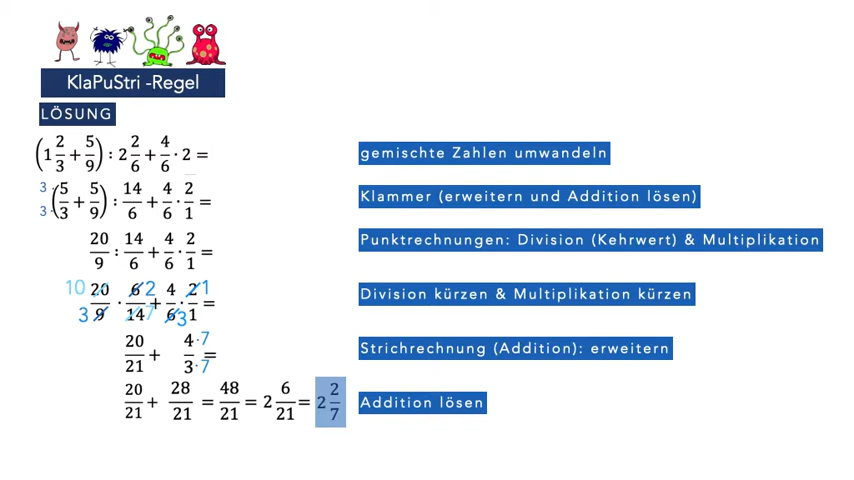 KlaPuStri -Regel
LÖSUNG
(1 2/3 + 5/9) : 2 2/6 + 4/6 · 2 =
gemischte Zahlen umwandeln
3· 3· (5/3 + 5/9) : 14/6 + 4/6 · 2/1 =
Klammer (erweitern und Addition lösen)
20/9 : 14/6 + 4/6 · 2/1 =
Punktrechnungen: Division (Kehrwert) & Multiplikation
10 20/9 3 · 6/14 2 7 + 4/6 3 · 2/1 1 =
Division kürzen & Multiplikation kürzen
20/21 + 4/3 ·7 ·7 =
Strichrechnung (Addition): erweitern
20/21 + 28/21 = 48/21 = 2 6/21 = 2 2/7
Addition lösen